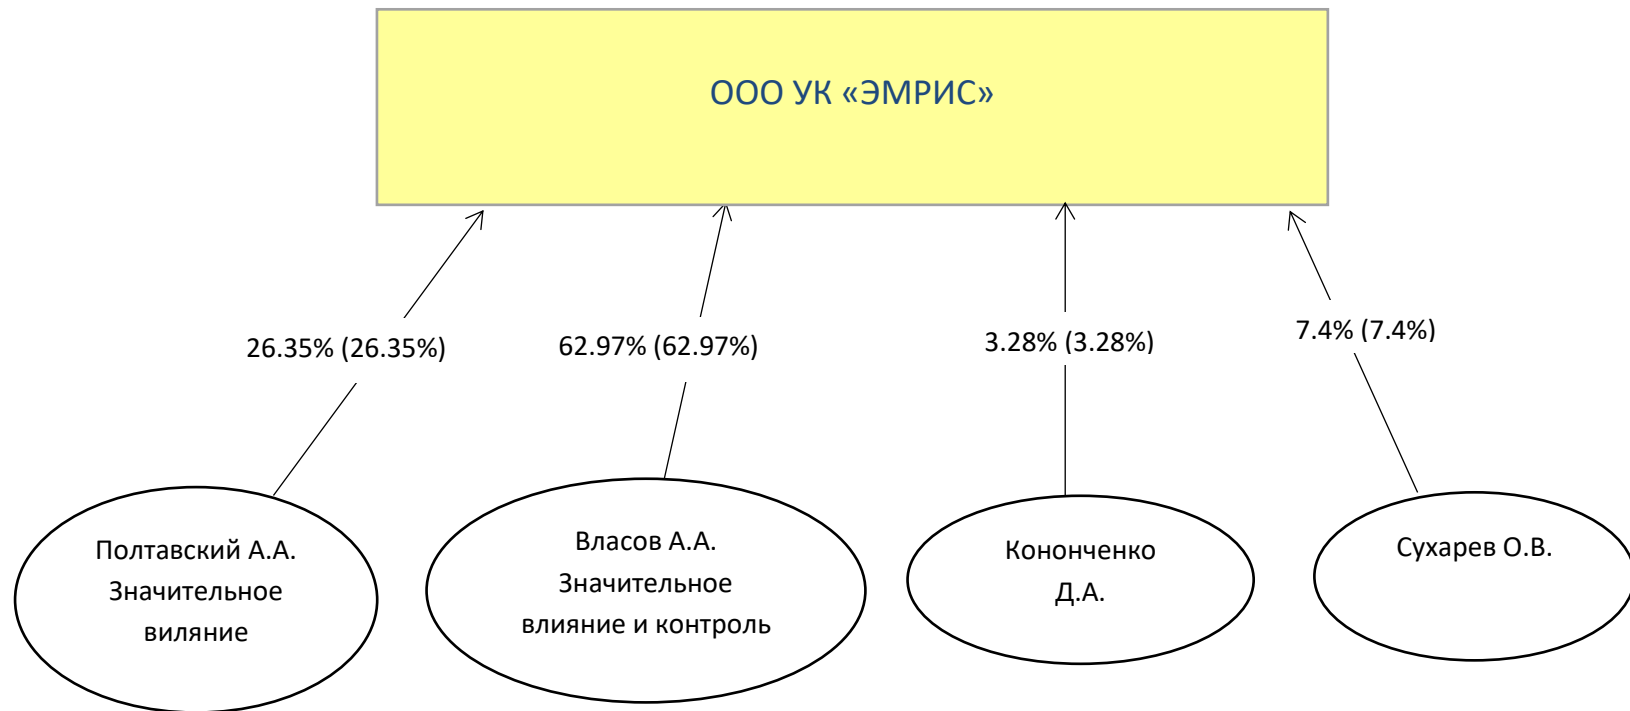 ООО УК «ЭМРИС»
26.35% (26.35%)
62.97% (62.97%)
3.28% (3.28%)
7.4% (7.4%)
Полтавский А.А.
Значительное
виляние
Власов А.А.
Значительное
влияние и контроль
Кононченко
Д.А.
Сухарев О.В.